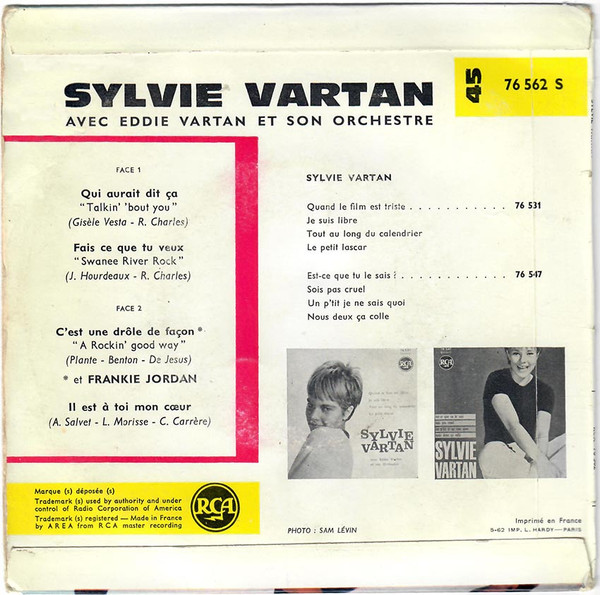 SYLVIE VARTAN
AVEC EDDIE VARTAN ET SON ORCHESTRE
45
76 562 S
FACE 1
Qui aurait dit ça
"Talkin' 'bout you"
(Gisèle Vesta - R. Charles)
Fais ce que tu veux
"Swanee River Rock"
(J. Hourdeaux - R. Charles)
FACE 2
C'est une drôle de façon *
"A Rockin' good way"
(Plante - Benton - De Jesus)
* et FRANKIE JORDAN
Il est à toi mon cœur
(A. Salvet - L. Morisse - C. Carrère)
SYLVIE VARTAN
Quand le film est triste . . . . . . . . . . . 76 531
Je suis libre
Tout au long du calendrier
Le petit lascar
Est-ce que tu le sais ? . . . . . . . . . . . . 76 547
Sois pas cruel
Un p'tit je ne sais quoi
Nous deux ça colle
SYLVIE
VARTAN
SYLVIE
VARTAN
Marque (s) déposée (s)
Trademark (s) used by authority and under
control of Radio Corporation of America
Trademark (s) registered — Made in France
by AREA from RCA master recording
RCA
PHOTO : SAM LÉVIN
Imprimé en France
9-62 IMP. L. HARDY — PARIS